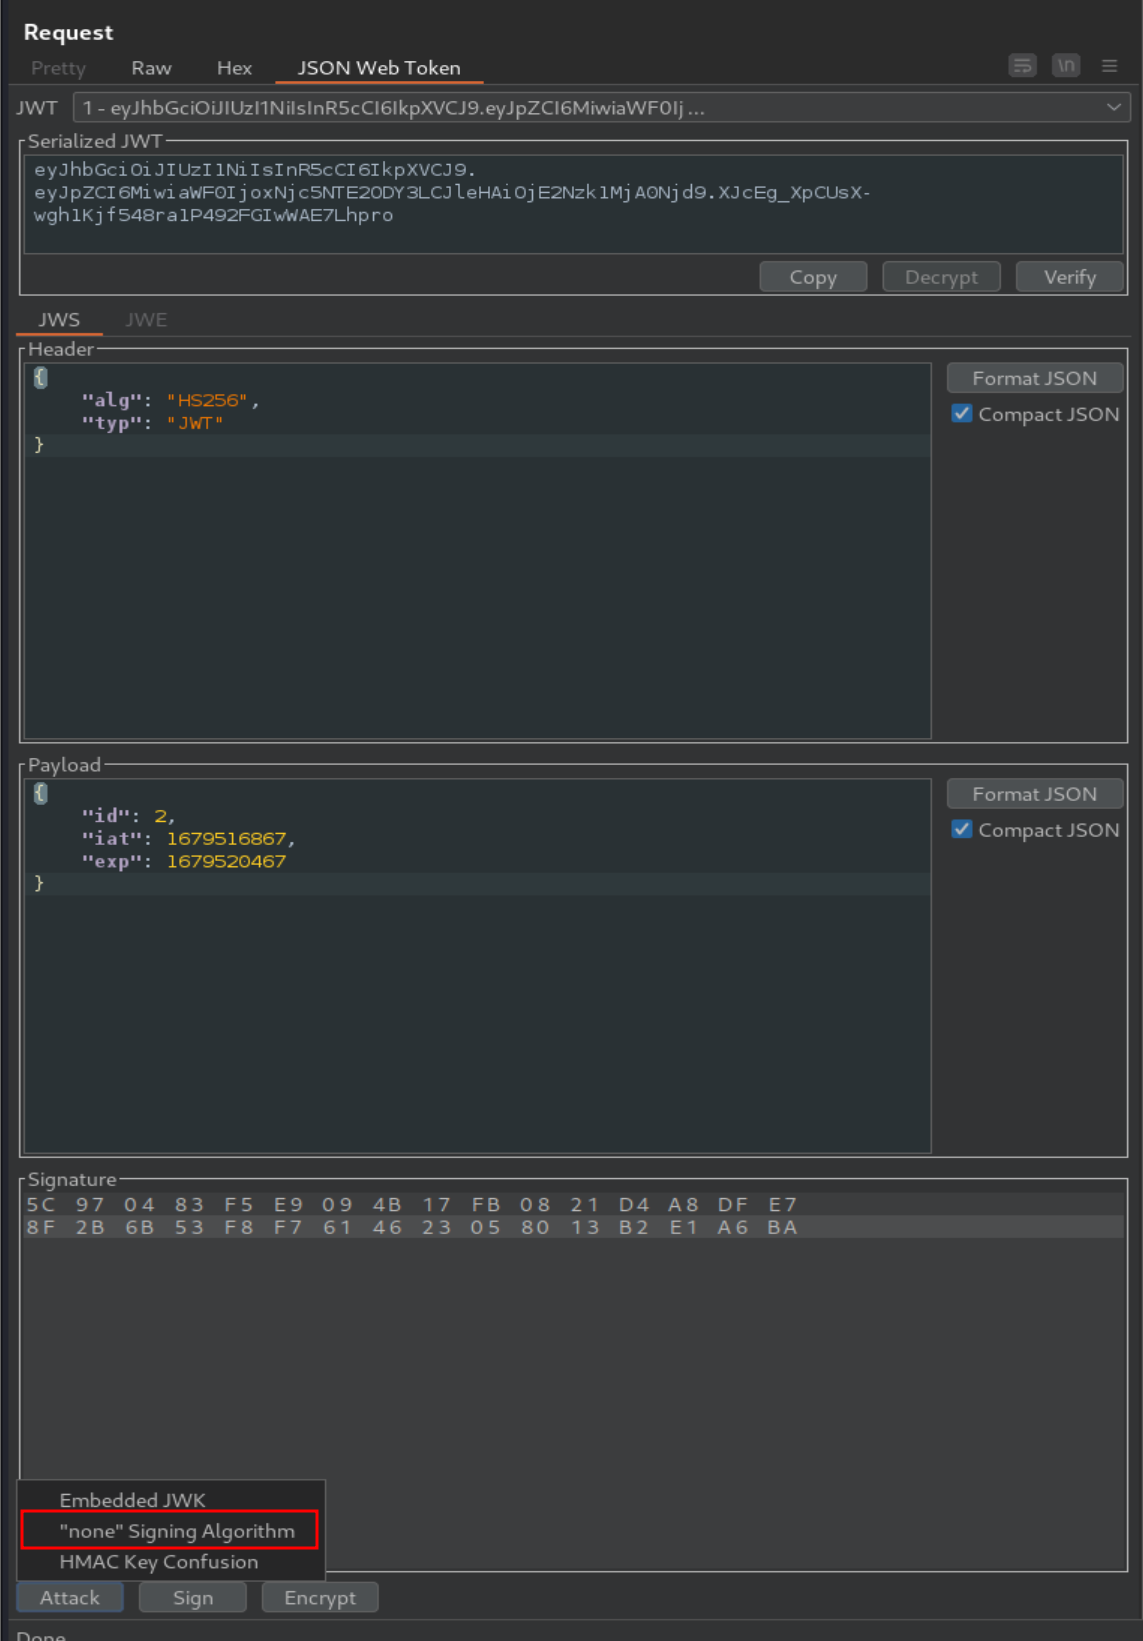 Request
Pretty Raw Hex JSON Web Token \n
JWT 1 - eyJhbGciOiJIUzI1NiIsInR5cCI6IkpXVCJ9.eyJpZCI6MiwiaWF0Ij ...
Serialized JWT
eyJhbGciOiJIUzI1NiIsInR5cCI6IkpXVCJ9.
eyJpZCI6MiwiaWF0IjoxNjc5NTE2ODY3LCJleHAiOjE2Nzk1MjA0Njd9.XJcEg_XpCUsX-
wgh1Kjf548ra1P492FGIwWAE7Lhpro
Copy Decrypt Verify
JWS JWE
Header
{
"alg": "HS256",
"typ": "JWT"
}
Format JSON
Compact JSON
Payload
{
"id": 2,
"iat": 1679516867,
"exp": 1679520467
}
Format JSON
Compact JSON
Signature
5C 97 04 83 F5 E9 09 4B 17 FB 08 21 D4 A8 DF E7
8F 2B 6B 53 F8 F7 61 46 23 05 80 13 B2 E1 A6 BA
Embedded JWK
"none" Signing Algorithm
HMAC Key Confusion
Attack Sign Encrypt
Done